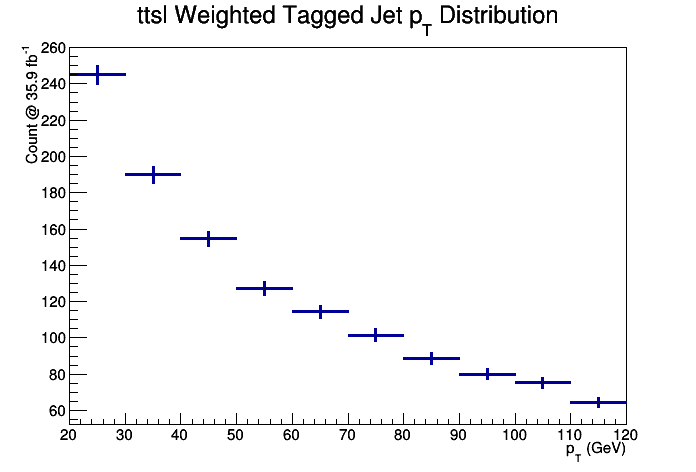 ttsl Weighted Tagged Jet p_T Distribution
Count @ 35.9 fb^-1
260
240
220
200
180
160
140
120
100
80
60
20 30 40 50 60 70 80 90 100 110 120
p_T (GeV)